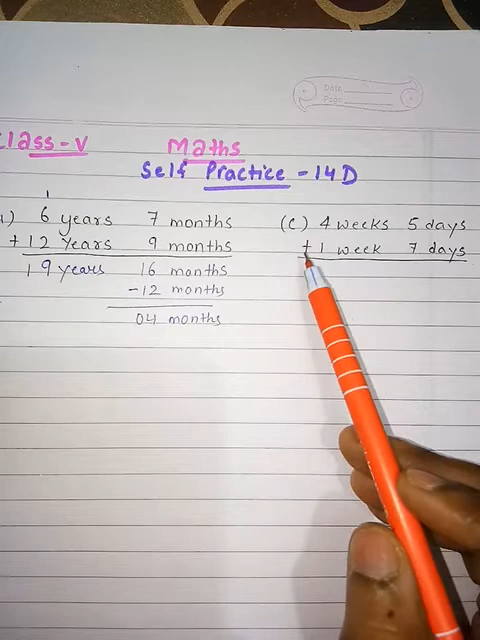 Date
Page
Class-V Maths
Self Practice - 14D
1
) 6 years 7 months
+ 12 years 9 months
19 years 16 months
- 12 months
04 months
(C) 4 weeks 5 days
+ 1 week 7 days